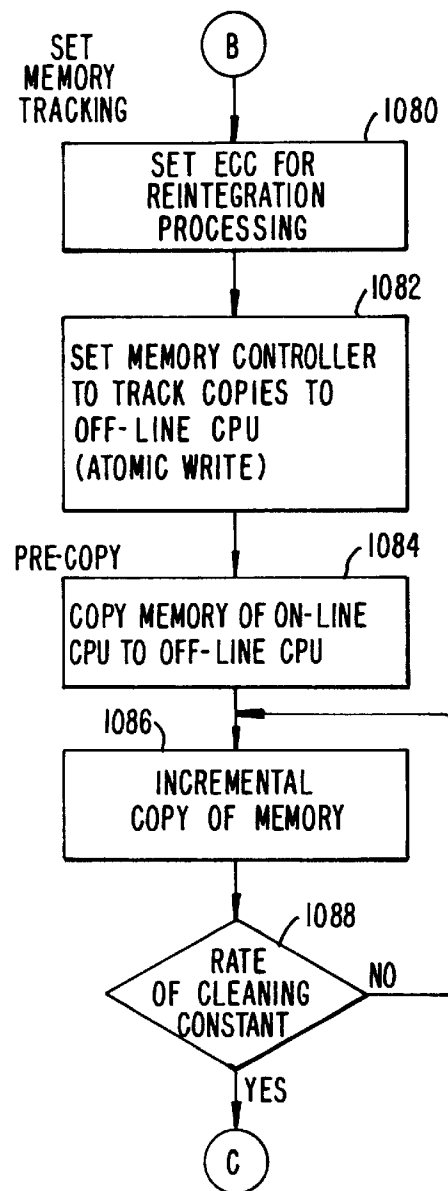 SET
MEMORY
TRACKING
B
1080
SET ECC FOR
REINTEGRATION
PROCESSING
1082
SET MEMORY CONTROLLER
TO TRACK COPIES TO
OFF-LINE CPU
(ATOMIC WRITE)
PRE-COPY
1084
COPY MEMORY OF ON-LINE
CPU TO OFF-LINE CPU
1086
INCREMENTAL
COPY OF MEMORY
1088
RATE
OF CLEANING
CONSTANT
NO
YES
C